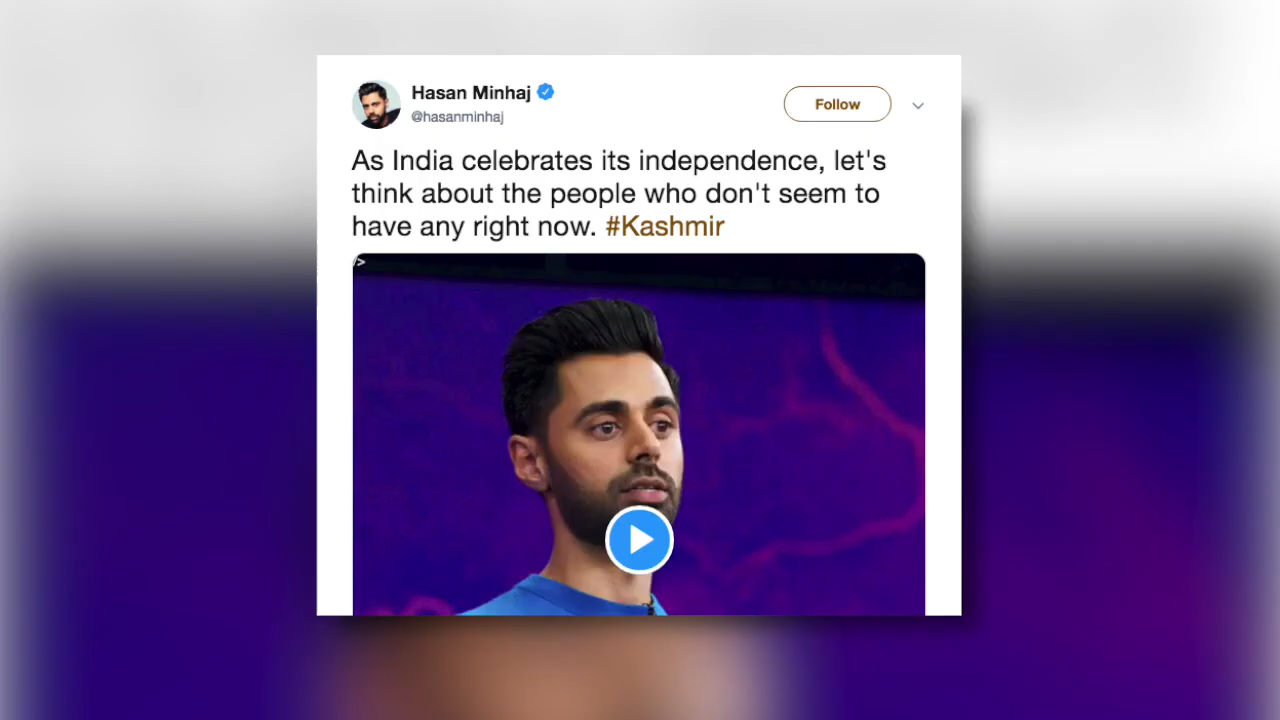 Hasan Minhaj
@hasanminhaj
Follow
As India celebrates its independence, let's
think about the people who don't seem to
have any right now. #Kashmir
>